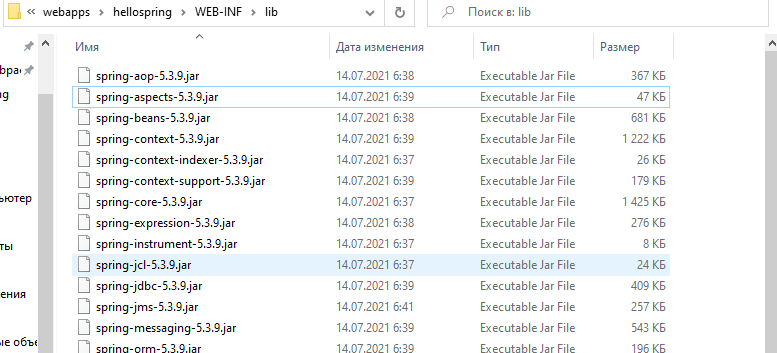 webapps > hellospring > WEB-INF > lib
Поиск в: lib
Имя Дата изменения Тип Размер
spring-aop-5.3.9.jar 14.07.2021 6:38 Executable Jar File 367 КБ
spring-aspects-5.3.9.jar 14.07.2021 6:39 Executable Jar File 47 КБ
spring-beans-5.3.9.jar 14.07.2021 6:38 Executable Jar File 681 КБ
spring-context-5.3.9.jar 14.07.2021 6:39 Executable Jar File 1 222 КБ
spring-context-indexer-5.3.9.jar 14.07.2021 6:37 Executable Jar File 26 КБ
spring-context-support-5.3.9.jar 14.07.2021 6:39 Executable Jar File 179 КБ
spring-core-5.3.9.jar 14.07.2021 6:37 Executable Jar File 1 425 КБ
spring-expression-5.3.9.jar 14.07.2021 6:38 Executable Jar File 276 КБ
spring-instrument-5.3.9.jar 14.07.2021 6:37 Executable Jar File 8 КБ
spring-jcl-5.3.9.jar 14.07.2021 6:37 Executable Jar File 24 КБ
spring-jdbc-5.3.9.jar 14.07.2021 6:39 Executable Jar File 409 КБ
spring-jms-5.3.9.jar 14.07.2021 6:41 Executable Jar File 257 КБ
spring-messaging-5.3.9.jar 14.07.2021 6:39 Executable Jar File 543 КБ
spring-orm-5.3.9.jar 14.07.2021 6:39 Executable Jar File 196 КБ